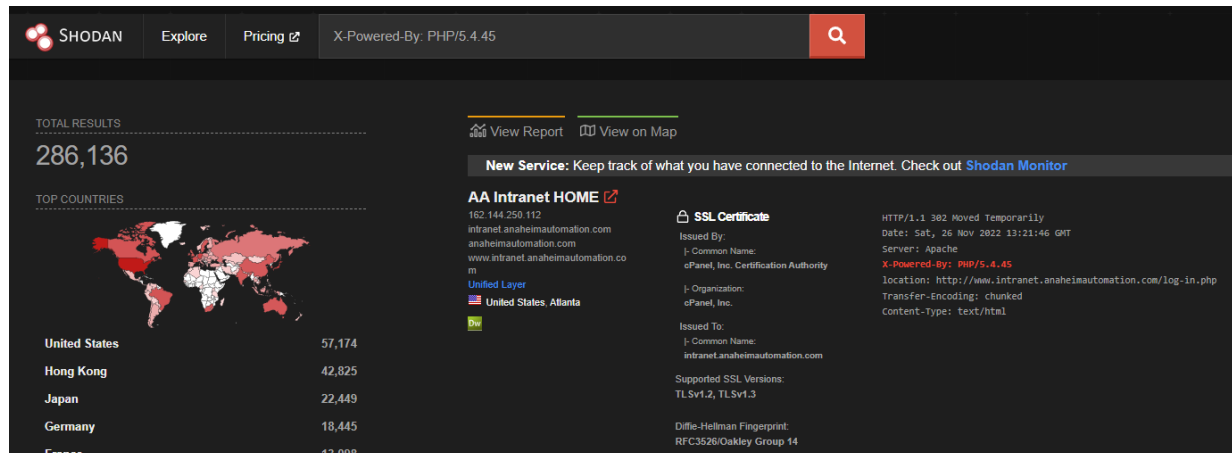 SHODAN Explore Pricing X-Powered-By: PHP/5.4.45
TOTAL RESULTS
286,136
TOP COUNTRIES
United States 57,174
Hong Kong 42,825
Japan 22,449
Germany 18,445
View Report View on Map
New Service: Keep track of what you have connected to the Internet. Check out Shodan Monitor
AA Intranet HOME
162.144.250.112
intranet.anaheimautomation.com
anaheimautomation.com
www.intranet.anaheimautomation.co
m
Unified Layer
United States, Atlanta
Dw
SSL Certificate
Issued By:
|- Common Name:
cPanel, Inc. Certification Authority
|- Organization:
cPanel, Inc.
Issued To:
|- Common Name:
intranet.anaheimautomation.com
Supported SSL Versions:
TLSv1.2, TLSv1.3
Diffie-Hellman Fingerprint:
RFC3526/Oakley Group 14
HTTP/1.1 302 Moved Temporarily
Date: Sat, 26 Nov 2022 13:21:46 GMT
Server: Apache
X-Powered-By: PHP/5.4.45
location: http://www.intranet.anaheimautomation.com/log-in.php
Transfer-Encoding: chunked
Content-Type: text/html